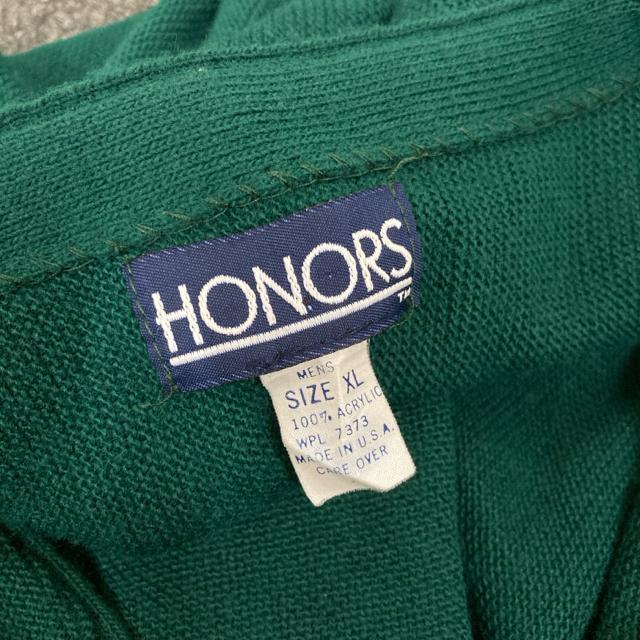 HONORS
TM
MENS
SIZE XL
100% ACRYLIC
WPL 7373
MADE IN U.S.A.
CARE OVER